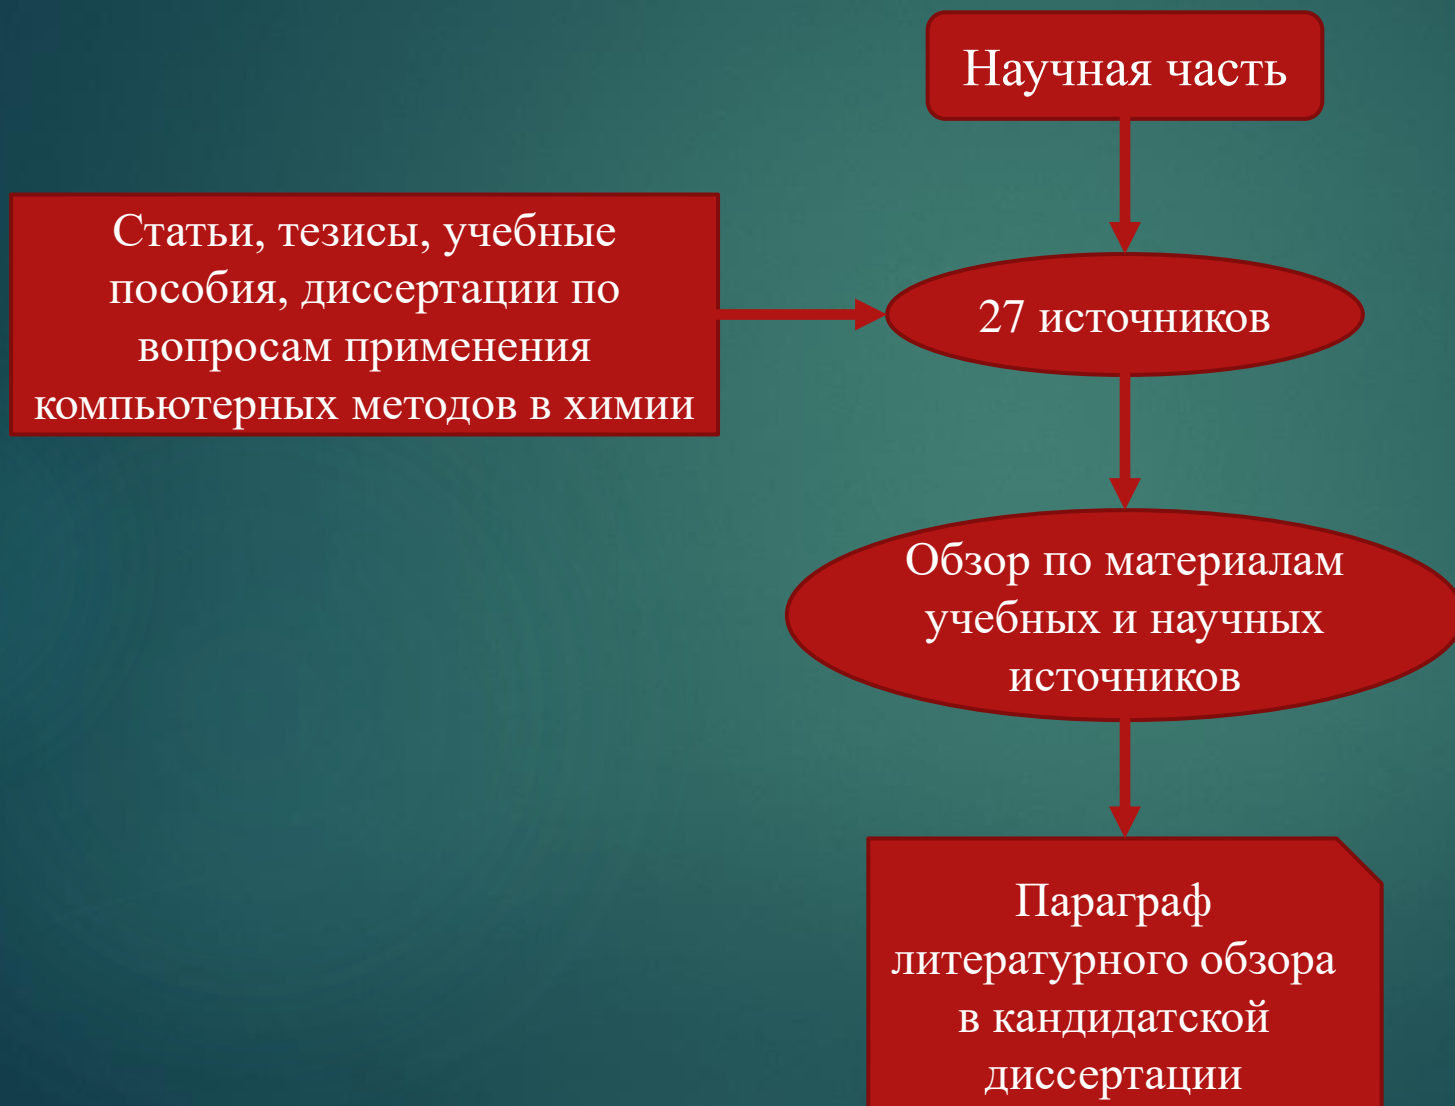 Научная часть
Статьи, тезисы, учебные
пособия, диссертации по
вопросам применения
компьютерных методов в химии
27 источников
Обзор по материалам
учебных и научных
источников
Параграф
литературного обзора
в кандидатской
диссертации